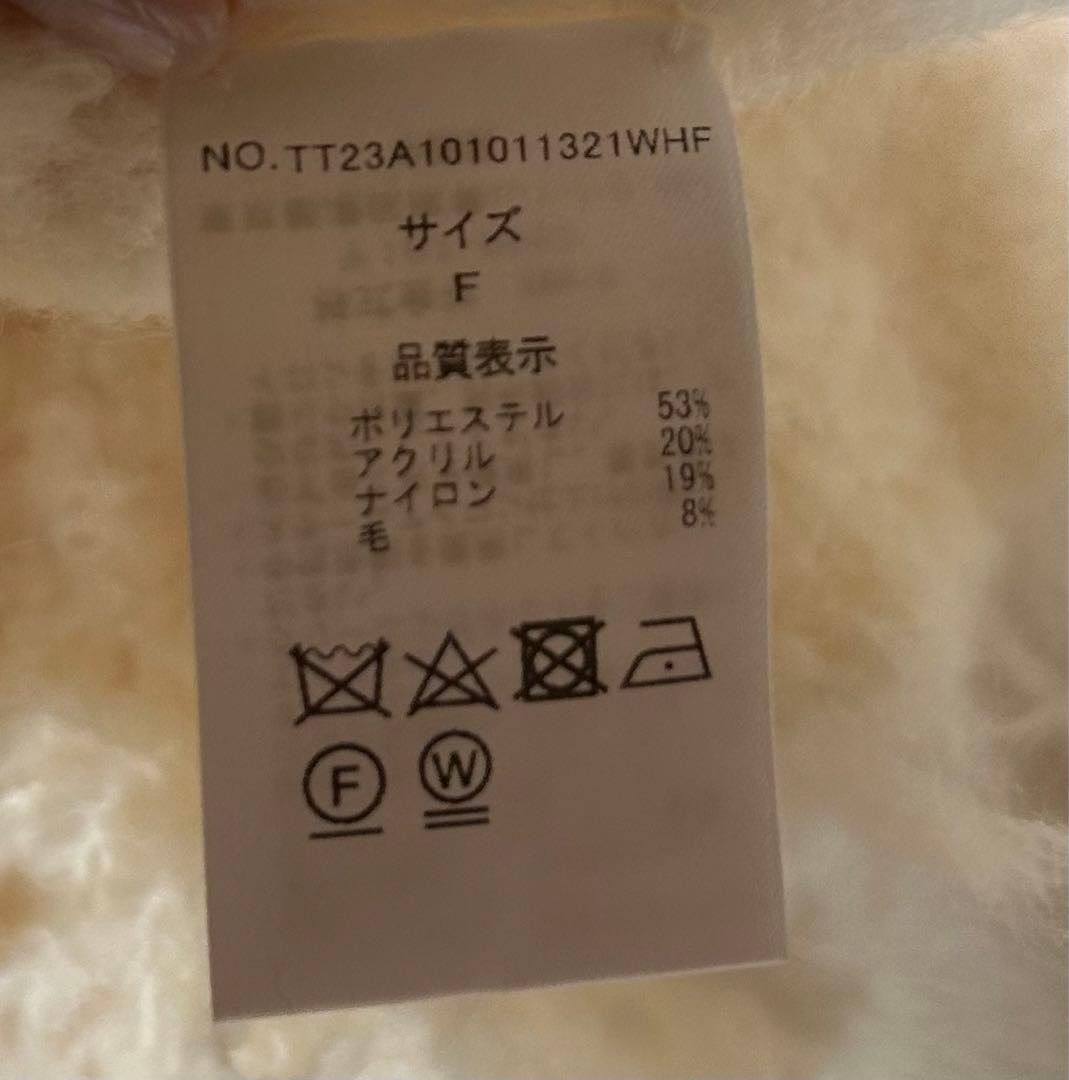 NO.TT23A101011321WHF
サイズ
F
品質表示
ポリエステル 53%
アクリル 20%
ナイロン 19%
毛 8%
F W